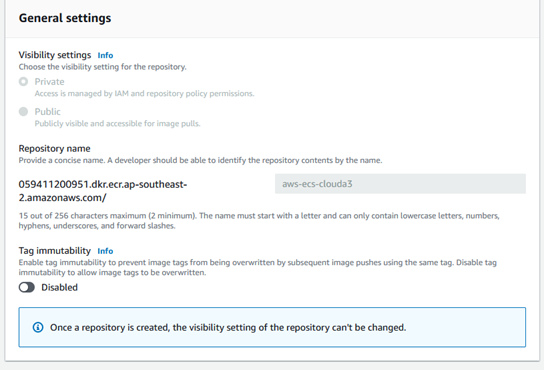 General settings
Visibility settings Info
Choose the visibility setting for the repository.
Private
Access is managed by IAM and repository policy permissions.
Public
Publicly visible and accessible for image pulls.
Repository name
Provide a concise name. A developer should be able to identify the repository contents by the name.
059411200951.dkr.ecr.ap-southeast-
2.amazonaws.com/
aws-ecs-clouda3
15 out of 256 characters maximum (2 minimum). The name must start with a letter and can only contain lowercase letters, numbers,
hyphens, underscores, and forward slashes.
Tag immutability Info
Enable tag immutability to prevent image tags from being overwritten by subsequent image pushes using the same tag. Disable tag
immutability to allow image tags to be overwritten.
Disabled
Once a repository is created, the visibility setting of the repository can't be changed.